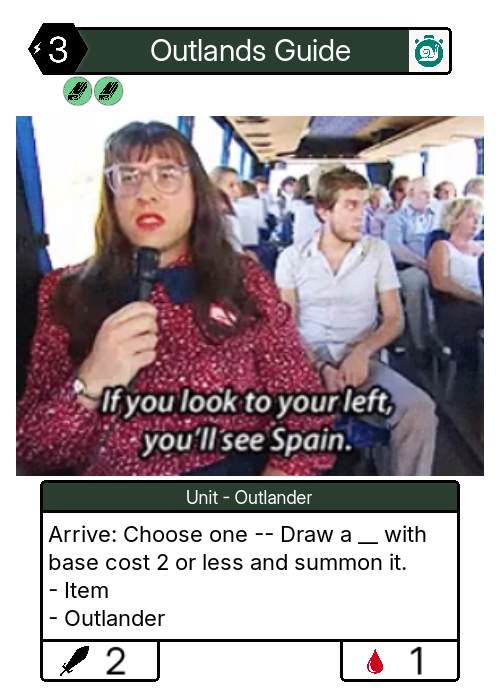 3
Outlands Guide
If you look to your left,
you'll see Spain.
Unit - Outlander
Arrive: Choose one -- Draw a __ with
base cost 2 or less and summon it.
- Item
- Outlander
2
1